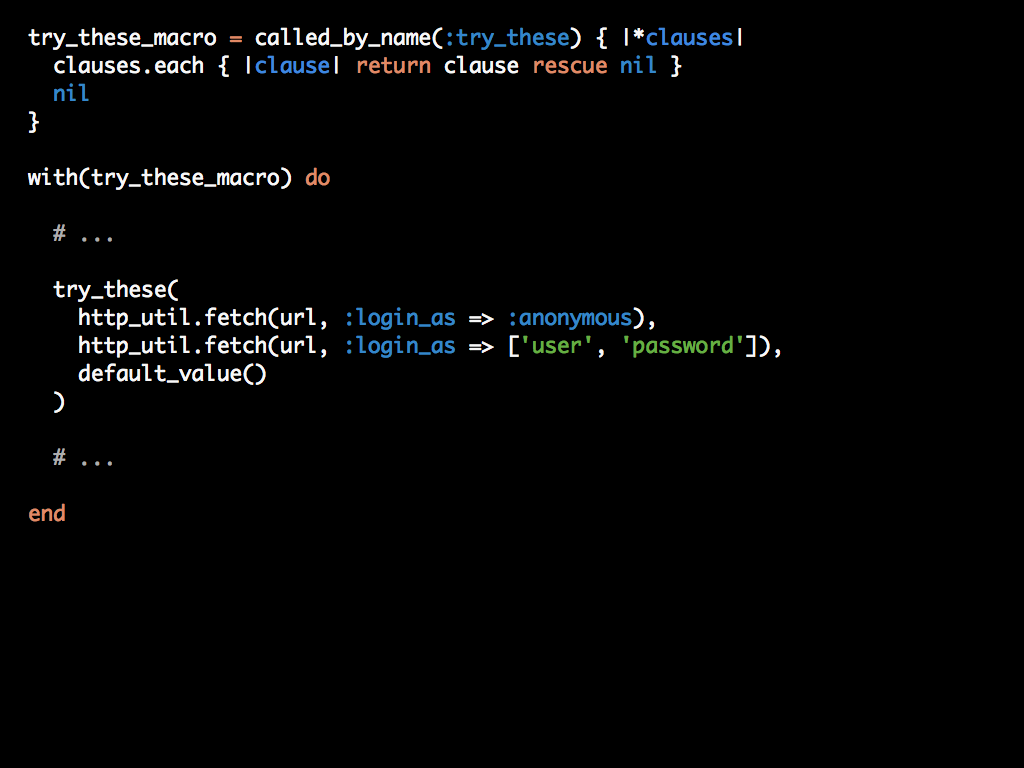 try_these_macro = called_by_name(:try_these) { |*clauses|
  clauses.each { |clause| return clause rescue nil }
  nil
}

with(try_these_macro) do

  # ...

  try_these(
    http_util.fetch(url, :login_as => :anonymous),
    http_util.fetch(url, :login_as => ['user', 'password']),
    default_value()
  )

  # ...

end